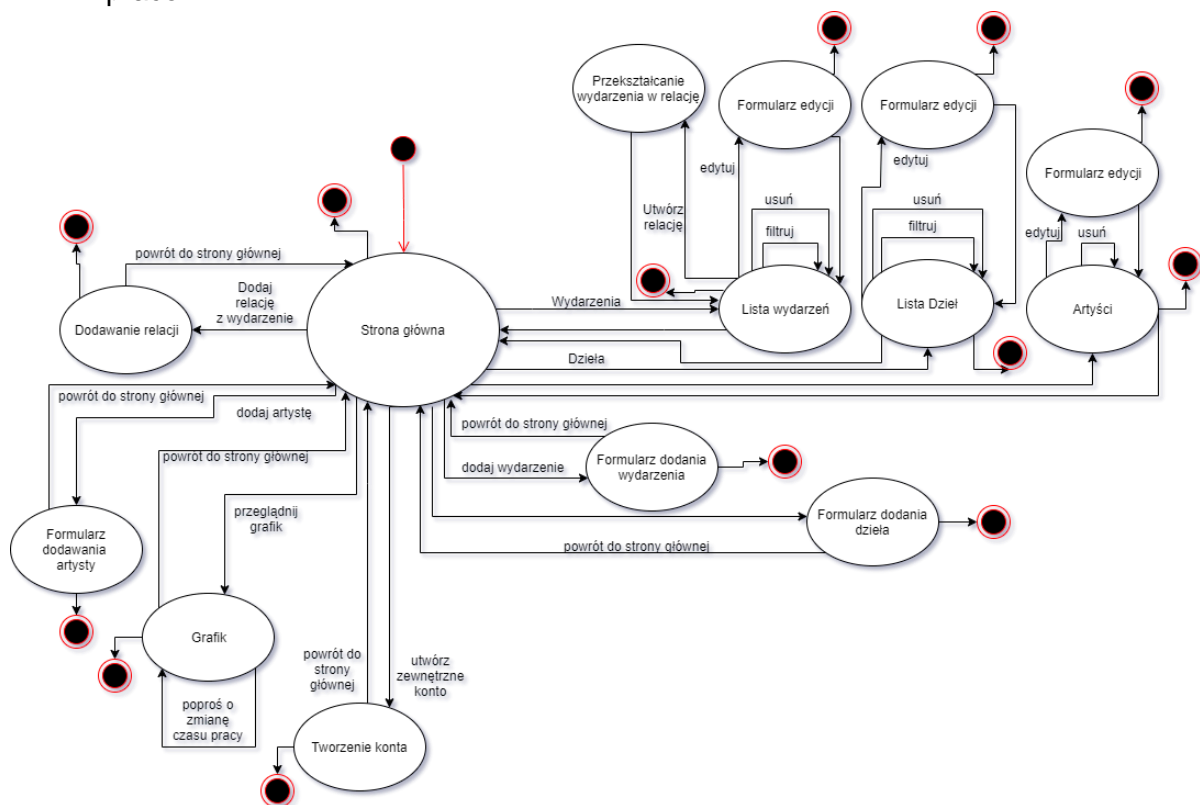 Przekształcanie
wydarzenia w relację
Formularz edycji
Formularz edycji
Formularz edycji
edytuj
edytuj
edytuj
Utwórz
relację
usuń
filtruj
usuń
filtruj
usuń
powrót do strony głównej
Dodaj
relację
z wydarzenie
Dodawanie relacji
Strona główna
Wydarzenia
Lista wydarzeń
Lista Dzieł
Artyści
Dzieła
powrót do strony głównej
dodaj artystę
powrót do strony głównej
powrót do strony głównej
dodaj wydarzenie
Formularz dodania
wydarzenia
przeglądnij
grafik
Formularz dodania
dzieła
powrót do strony głównej
Formularz
dodawania
artysty
Grafik
powrót do
strony
głównej
utwórz
zewnętrzne
konto
poproś o
zmianę
czasu pracy
Tworzenie konta